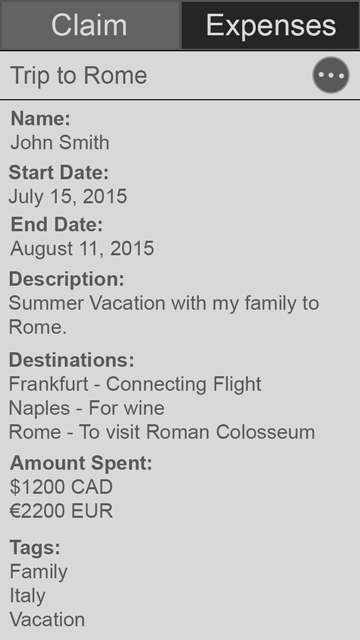 Claim
Expenses
Trip to Rome
Name:
John Smith
Start Date:
July 15, 2015
End Date:
August 11, 2015
Description:
Summer Vacation with my family to
Rome.
Destinations:
Frankfurt - Connecting Flight
Naples - For wine
Rome - To visit Roman Colosseum
Amount Spent:
$1200 CAD
€2200 EUR
Tags:
Family
Italy
Vacation